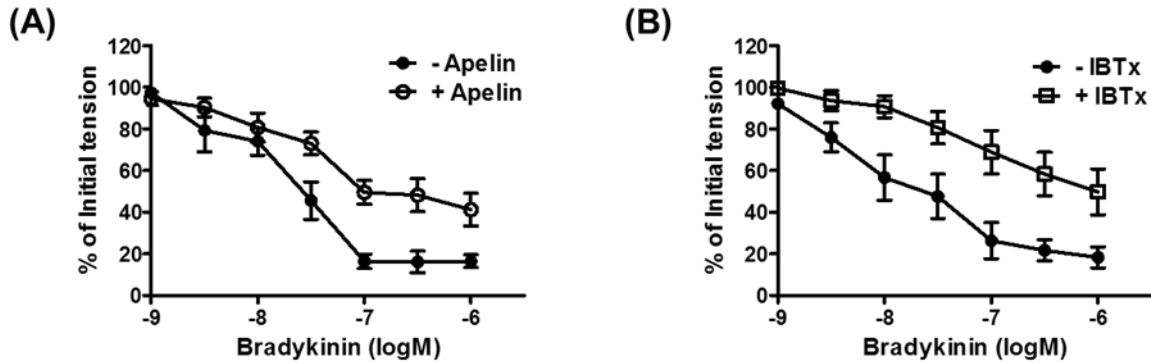 (A)
120
100
80
60
40
20
0
% of Initial tension
- Apelin
+ Apelin
-9
-8
-7
-6
Bradykinin (logM)
(B)
120
100
80
60
40
20
0
% of Initial tension
- IBTx
+ IBTx
-9
-8
-7
-6
Bradykinin (logM)